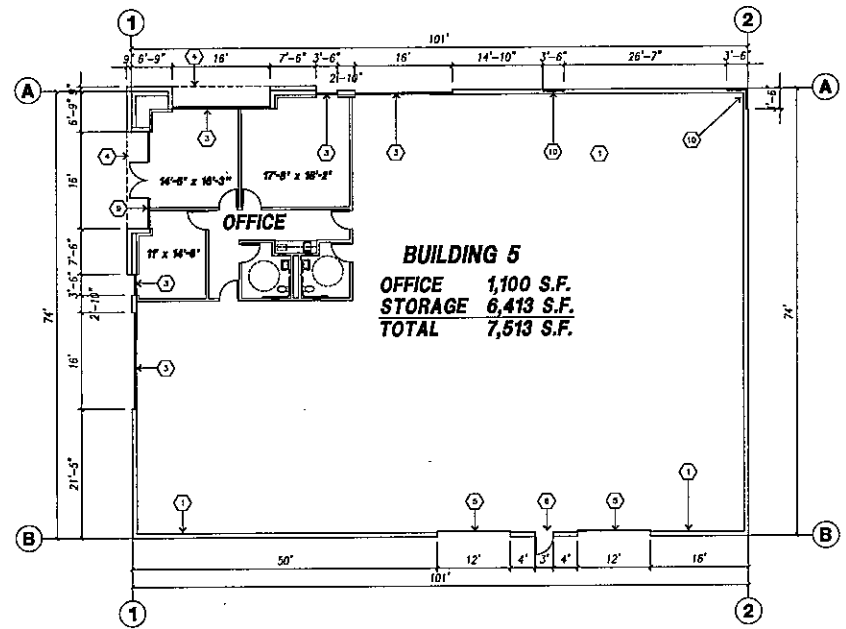 1
2
101'
9" 6'-9" 16' 7'-6" 3'-6" 16' 14'-10" 3'-6" 26'-7" 3'-6"
2'-10"
4
A
A
9"
6'-9"
3'-6"
3
3
3
10
10
1
4
16'
14'-6" x 16'-3"
17'-8" x 16'-2"
9
OFFICE
7'-6"
11' x 14'-6"
BUILDING 5
3
OFFICE 1,100 S.F.
3'-6"
STORAGE 6,413 S.F.
2'-10"
TOTAL 7,513 S.F.
74'
74'
16'
3
21'-5"
1
1
5
6
5
B
B
50' 12' 4' 3' 4' 12' 16'
101'
1
2